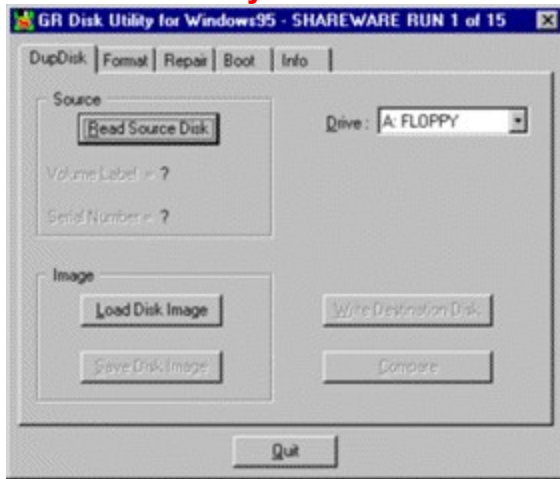 GR Disk Utility for Windows95 - SHAREWARE RUN 1 of 15
DupDisk Format Repair Boot Info
Source
Read Source Disk
Drive : A: FLOPPY
Volume Label = ?
Serial Number = ?
Image
Load Disk Image
Write Destination Disk
Save Disk Image
Compare
Quit